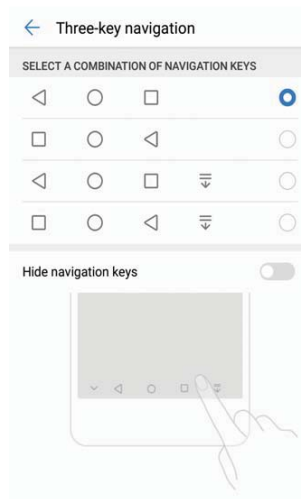 Three-key navigation
SELECT A COMBINATION OF NAVIGATION KEYS
Hide navigation keys